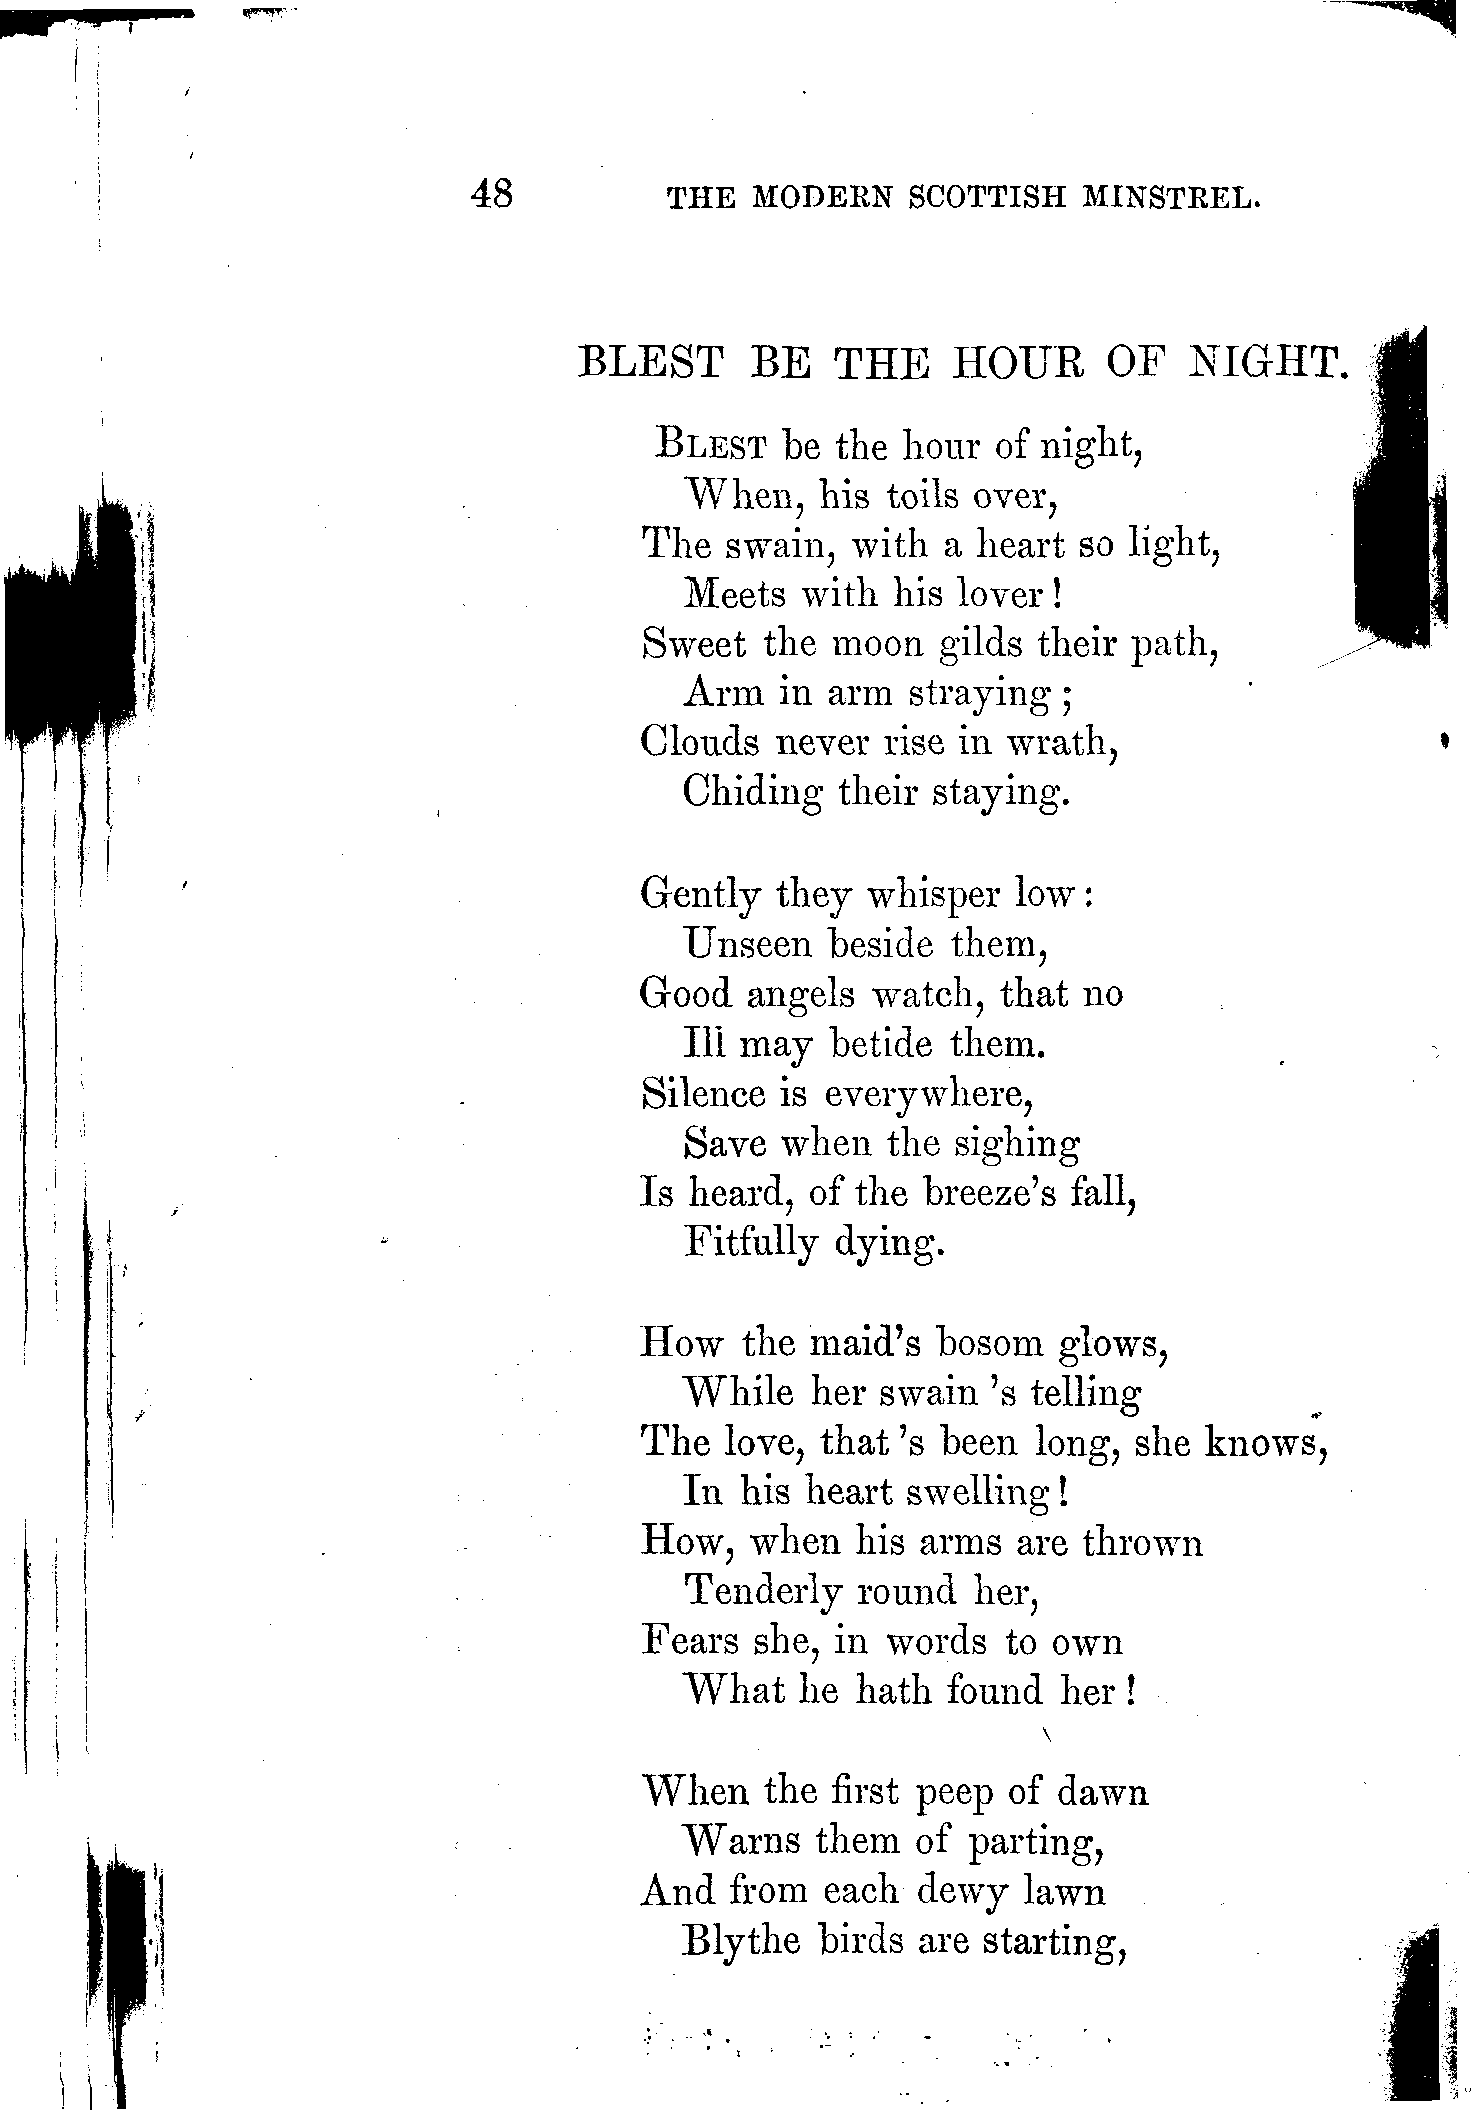 48 THE MODERN SCOTTISH MINSTREL.
BLEST BE THE HOUR OF NIGHT.
BLEST be the hour of night,
When, his toils over,
The swain, with a heart so light,
Meets with his lover!
Sweet the moon gilds their path,
Arm in arm straying;
Clouds never rise in wrath,
Chiding their staying.
Gently they whisper low:
Unseen beside them,
Good angels watch, that no
Ill may betide them.
Silence is everywhere,
Save when the sighing
Is heard, of the breeze's fall,
Fitfully dying.
How the maid's bosom glows,
While her swain 's telling
The love, that 's been long, she knows,
In his heart swelling!
How, when his arms are thrown
Tenderly round her,
Fears she, in words to own
What he hath found her!
When the first peep of dawn
Warns them of parting,
And from each dewy lawn
Blythe birds are starting,